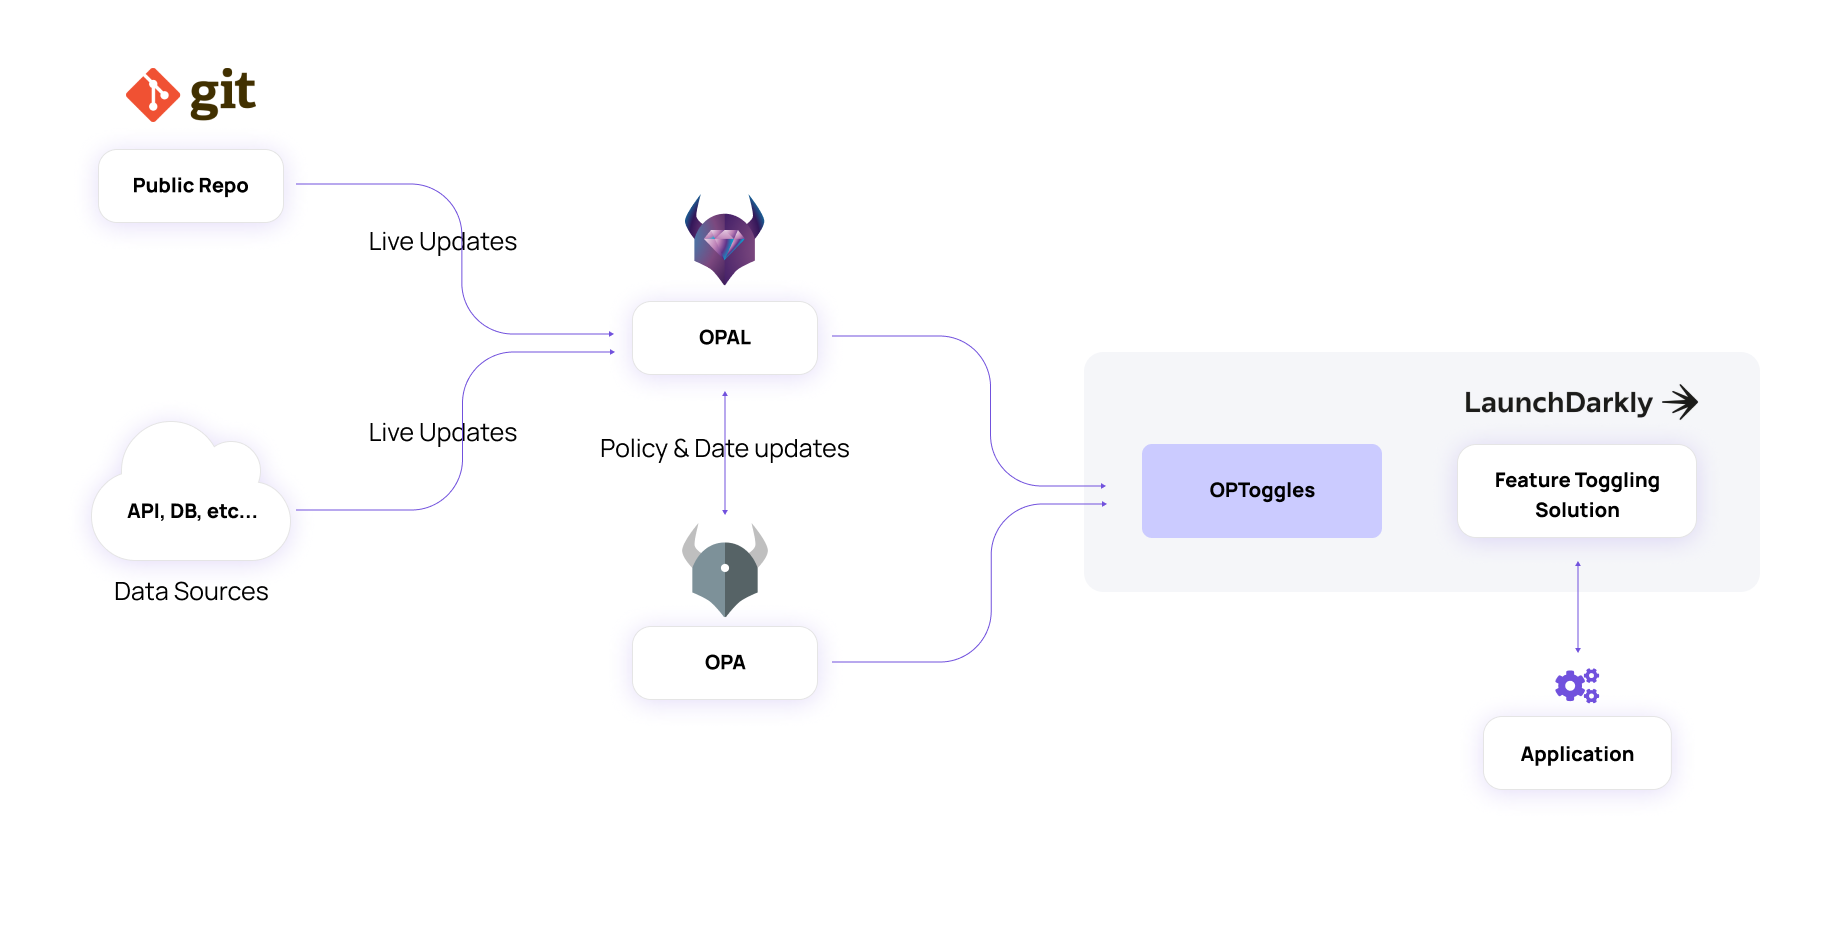 git
Public Repo
Live Updates
OPAL
LaunchDarkly
Live Updates
Policy & Date updates
Feature Toggling
Solution
OPToggles
API, DB, etc...
Data Sources
OPA
Application